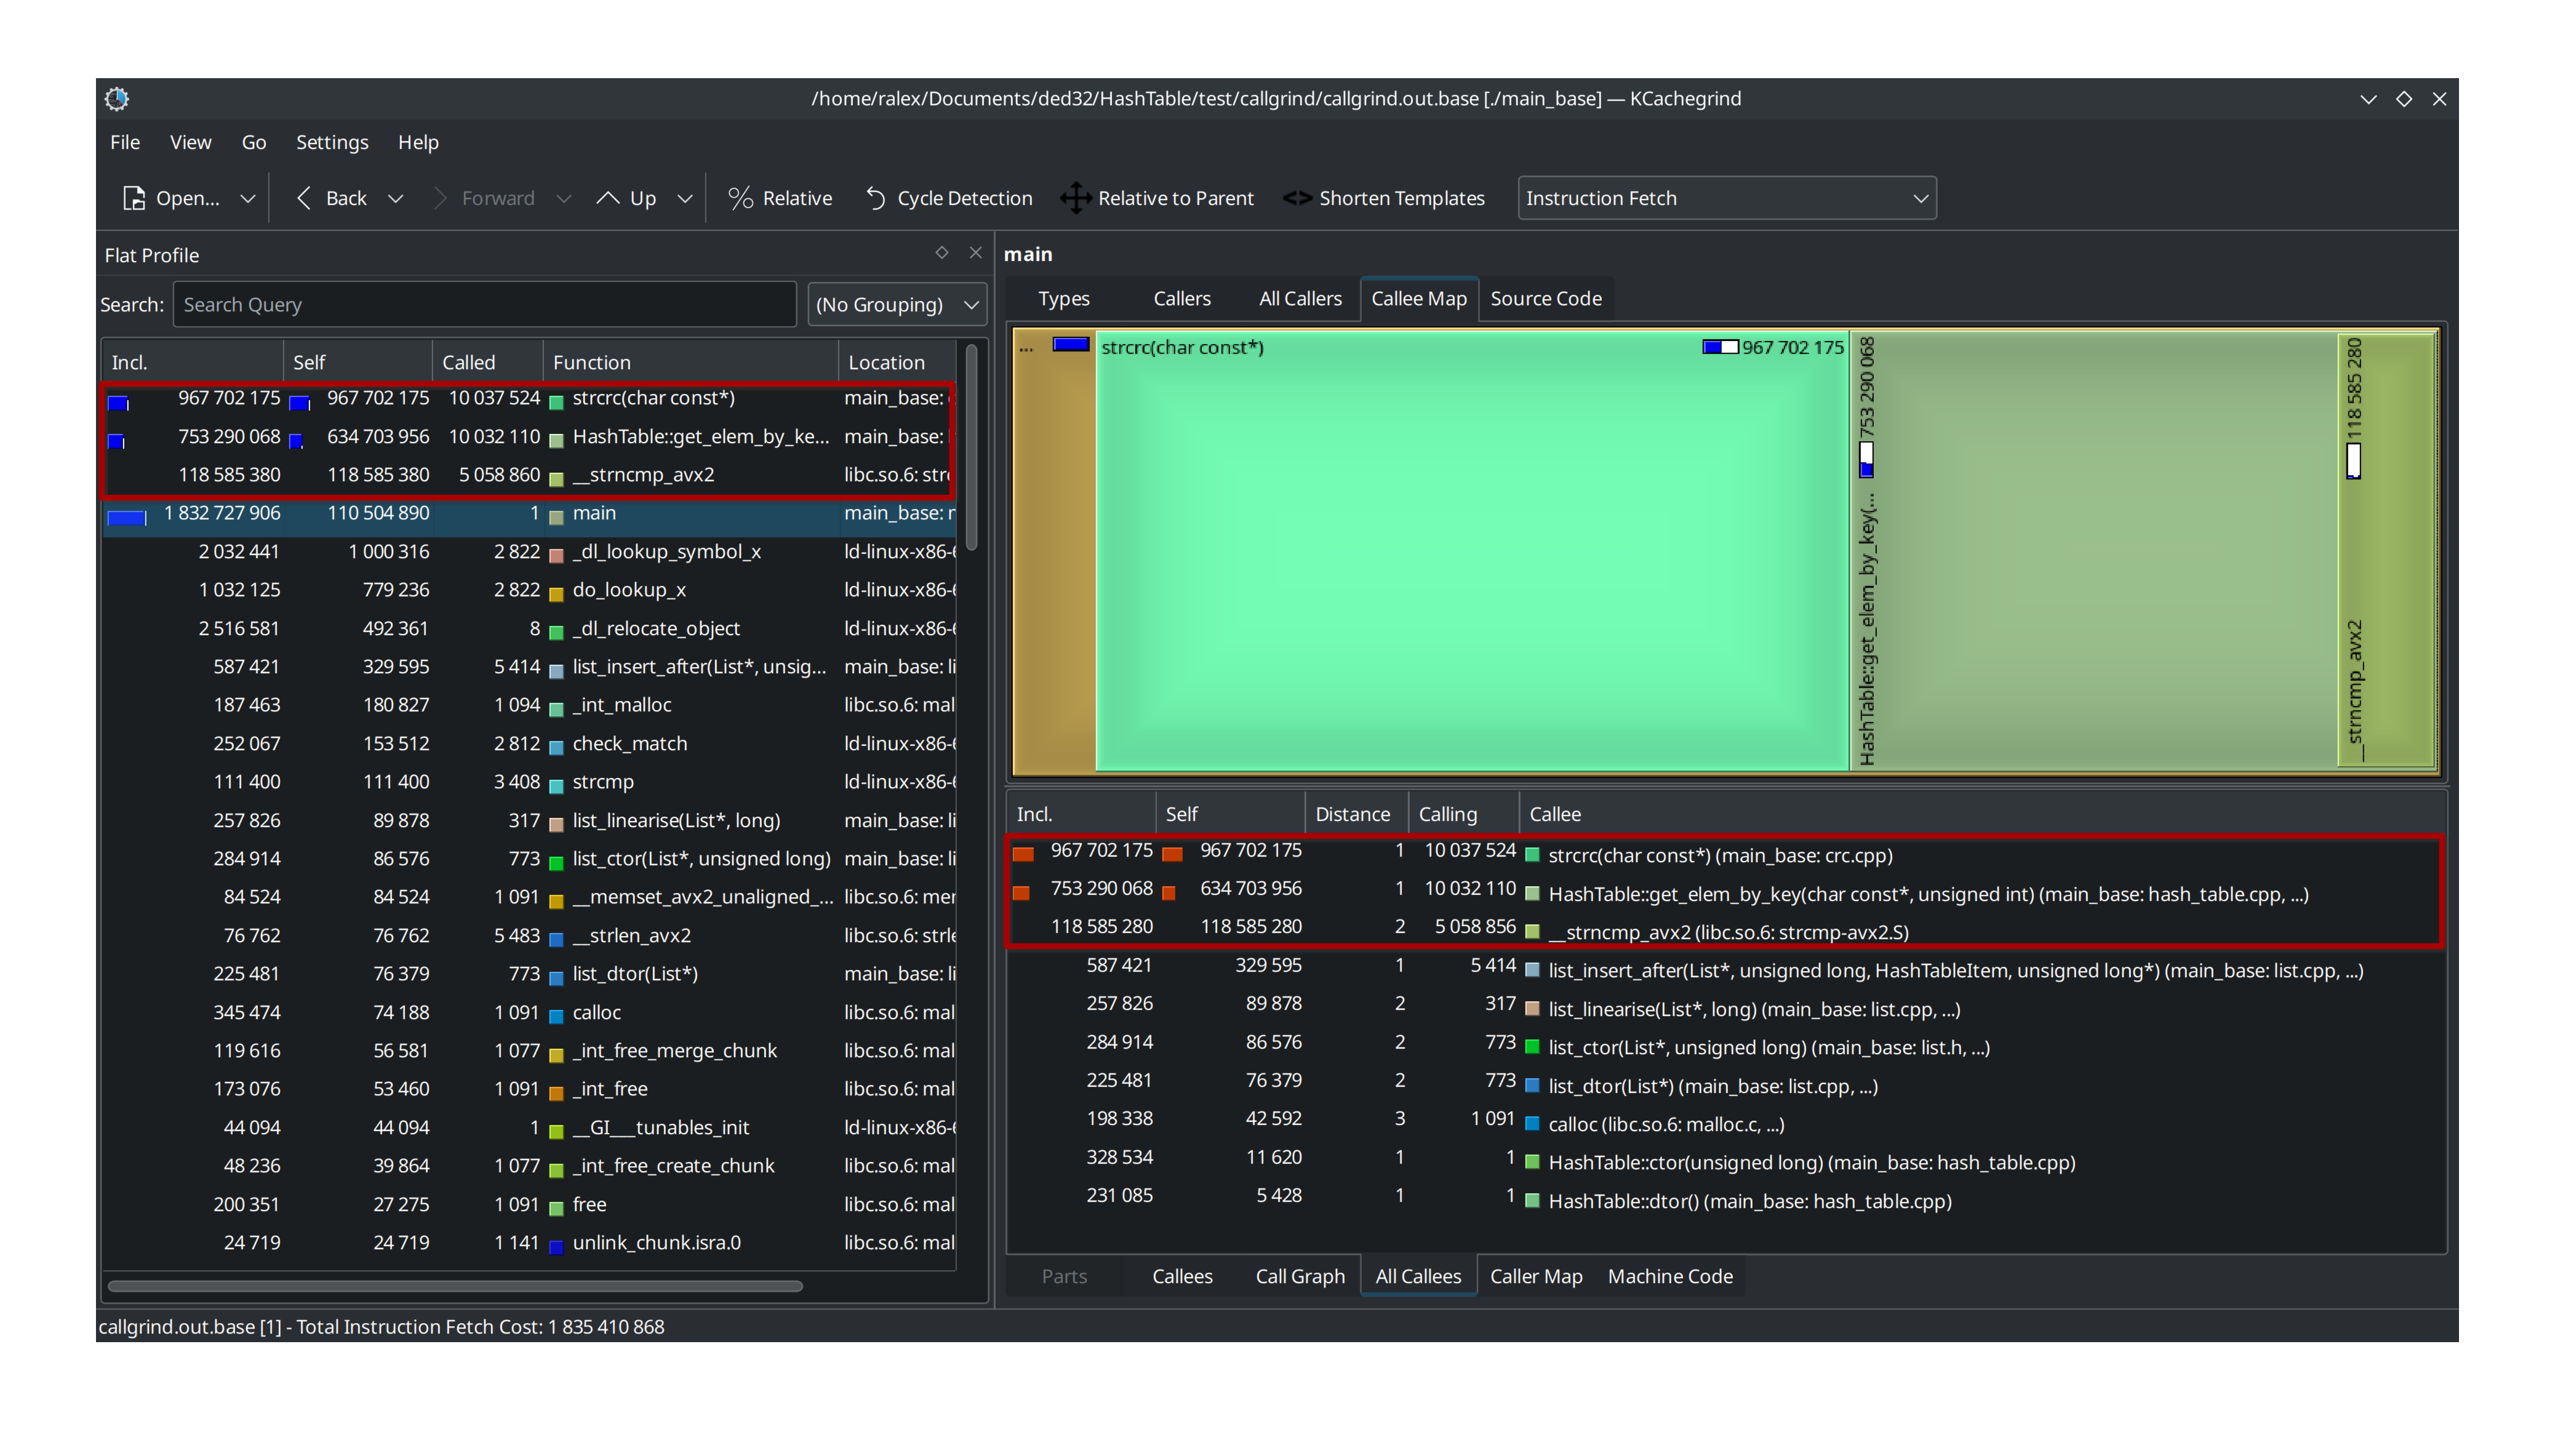 /home/ralex/Documents/ded32/HashTable/test/callgrind/callgrind.out.base [./main_base] — KCachegrind
File View Go Settings Help
Open... Back Forward Up % Relative Cycle Detection Relative to Parent <> Shorten Templates Instruction Fetch
Flat Profile
Search: Search Query (No Grouping)
Incl. Self Called Function Location
967 702 175 967 702 175 10 037 524 strcrc(char const*) main_base:
753 290 068 634 703 956 10 032 110 HashTable::get_elem_by_ke... main_base:
118 585 380 118 585 380 5 058 860 __strncmp_avx2 libc.so.6: str
1 832 727 906 110 504 890 1 main main_base:
2 032 441 1 000 316 2 822 _dl_lookup_symbol_x ld-linux-x86-
1 032 125 779 236 2 822 do_lookup_x ld-linux-x86-
2 516 581 492 361 8 _dl_relocate_object ld-linux-x86-
587 421 329 595 5 414 list_insert_after(List*, unsig... main_base: li
187 463 180 827 1 094 _int_malloc libc.so.6: mal
252 067 153 512 2 812 check_match ld-linux-x86-
111 400 111 400 3 408 strcmp ld-linux-x86-
257 826 89 878 317 list_linearise(List*, long) main_base: li
284 914 86 576 773 list_ctor(List*, unsigned long) main_base: li
84 524 84 524 1 091 __memset_avx2_unaligned_... libc.so.6: mer
76 762 76 762 5 483 __strlen_avx2 libc.so.6: strl
225 481 76 379 773 list_dtor(List*) main_base: li
345 474 74 188 1 091 calloc libc.so.6: mal
119 616 56 581 1 077 _int_free_merge_chunk libc.so.6: mal
173 076 53 460 1 091 _int_free libc.so.6: mal
44 094 44 094 1 __GI___tunables_init ld-linux-x86-
48 236 39 864 1 077 _int_free_create_chunk libc.so.6: mal
200 351 27 275 1 091 free libc.so.6: mal
24 719 24 719 1 141 unlink_chunk.isra.0 libc.so.6: mal
main
Types Callers All Callers Callee Map Source Code
...
strcrc(char const*) 967 702 175
HashTable::get_elem_by_key(... 753 290 068
__strncmp_avx2 118 585 280
Incl. Self Distance Calling Callee
967 702 175 967 702 175 1 10 037 524 strcrc(char const*) (main_base: crc.cpp)
753 290 068 634 703 956 1 10 032 110 HashTable::get_elem_by_key(char const*, unsigned int) (main_base: hash_table.cpp, ...)
118 585 280 118 585 280 2 5 058 856 __strncmp_avx2 (libc.so.6: strcmp-avx2.S)
587 421 329 595 1 5 414 list_insert_after(List*, unsigned long, HashTableItem, unsigned long*) (main_base: list.cpp, ...)
257 826 89 878 2 317 list_linearise(List*, long) (main_base: list.cpp, ...)
284 914 86 576 2 773 list_ctor(List*, unsigned long) (main_base: list.h, ...)
225 481 76 379 2 773 list_dtor(List*) (main_base: list.cpp, ...)
198 338 42 592 3 1 091 calloc (libc.so.6: malloc.c, ...)
328 534 11 620 1 1 HashTable::ctor(unsigned long) (main_base: hash_table.cpp)
231 085 5 428 1 1 HashTable::dtor() (main_base: hash_table.cpp)
Parts Callees Call Graph All Callees Caller Map Machine Code
callgrind.out.base [1] - Total Instruction Fetch Cost: 1 835 410 868